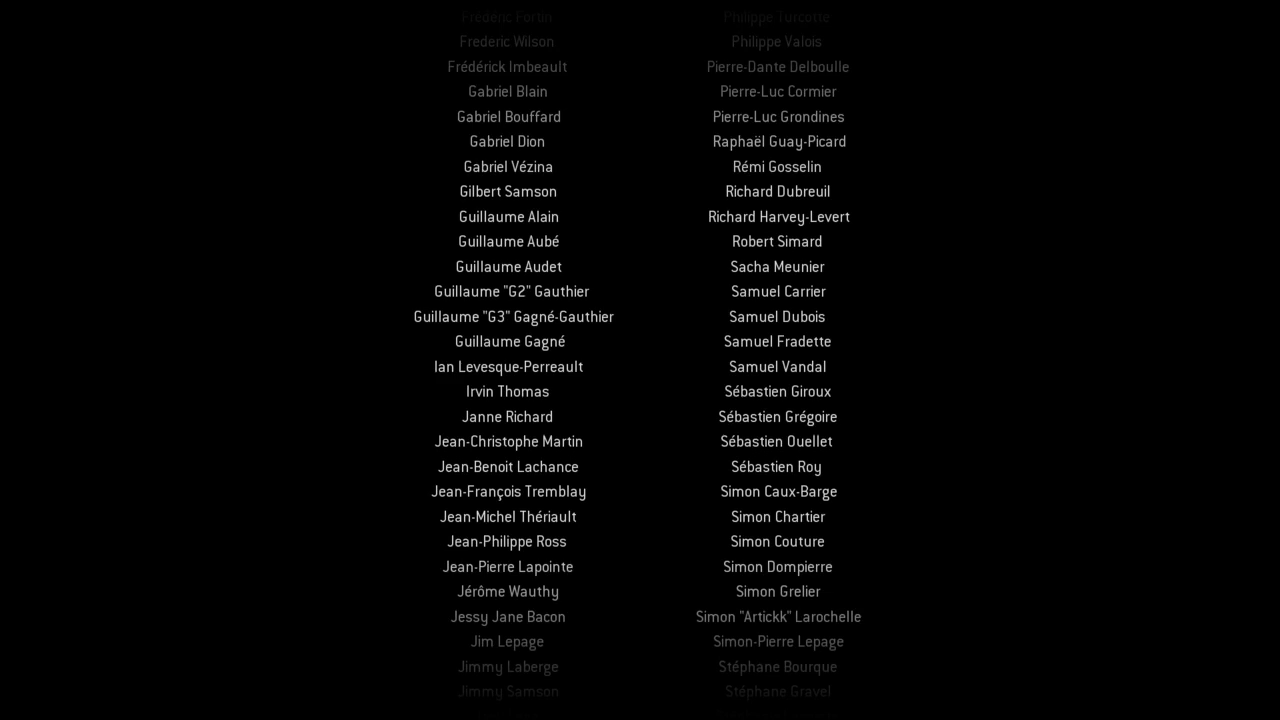 Frédéric Fortin
Frederic Wilson
Frédérick Imbeault
Gabriel Blain
Gabriel Bouffard
Gabriel Dion
Gabriel Vézina
Gilbert Samson
Guillaume Alain
Guillaume Aubé
Guillaume Audet
Guillaume "G2" Gauthier
Guillaume "G3" Gagné-Gauthier
Guillaume Gagné
Ian Levesque-Perreault
Irvin Thomas
Janne Richard
Jean-Christophe Martin
Jean-Benoit Lachance
Jean-François Tremblay
Jean-Michel Thériault
Jean-Philippe Ross
Jean-Pierre Lapointe
Jérôme Wauthy
Jessy Jane Bacon
Jim Lepage
Jimmy Laberge
Jimmy Samson
Philippe Turcotte
Philippe Valois
Pierre-Dante Delboulle
Pierre-Luc Cormier
Pierre-Luc Grondines
Raphaël Guay-Picard
Rémi Gosselin
Richard Dubreuil
Richard Harvey-Levert
Robert Simard
Sacha Meunier
Samuel Carrier
Samuel Dubois
Samuel Fradette
Samuel Vandal
Sébastien Giroux
Sébastien Grégoire
Sébastien Ouellet
Sébastien Roy
Simon Caux-Barge
Simon Chartier
Simon Couture
Simon Dompierre
Simon Grelier
Simon "Artickk" Larochelle
Simon-Pierre Lepage
Stéphane Bourque
Stéphane Gravel